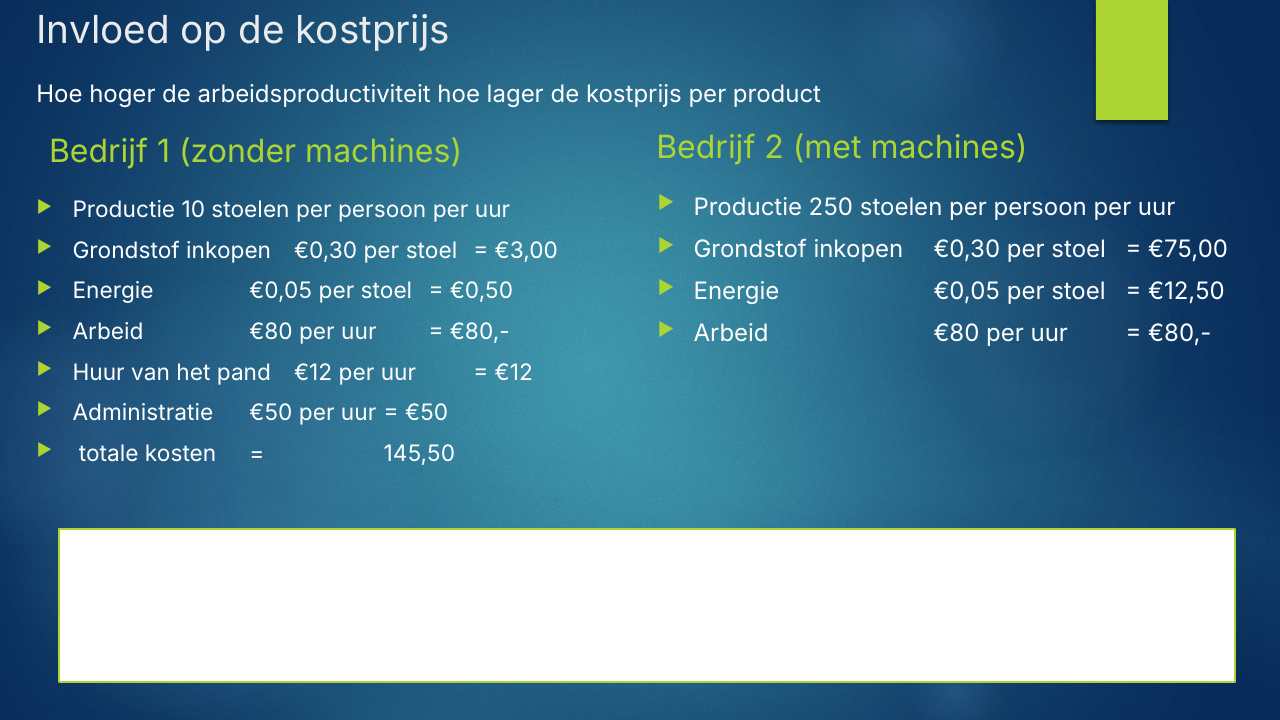 Invloed op de kostprijs
Hoe hoger de arbeidsproductiviteit hoe lager de kostprijs per product
Bedrijf 1 (zonder machines)
Productie 10 stoelen per persoon per uur
Grondstof inkopen €0,30 per stoel = €3,00
Energie €0,05 per stoel = €0,50
Arbeid €80 per uur = €80,-
Huur van het pand €12 per uur = €12
Administratie €50 per uur = €50
totale kosten = 145,50
Bedrijf 2 (met machines)
Productie 250 stoelen per persoon per uur
Grondstof inkopen €0,30 per stoel = €75,00
Energie €0,05 per stoel = €12,50
Arbeid €80 per uur = €80,-